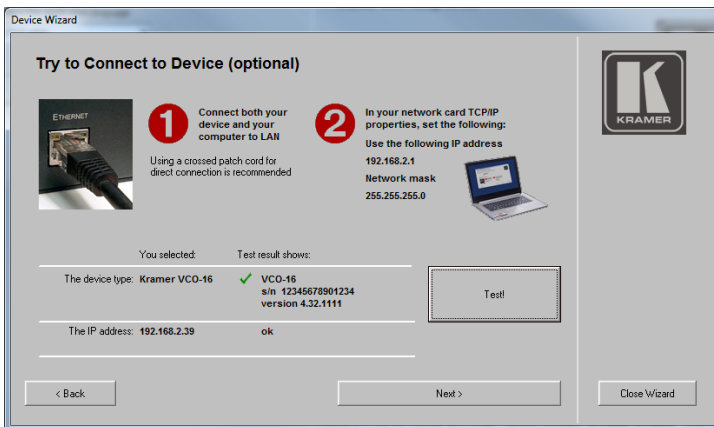 Device Wizard
Try to Connect to Device (optional)
ETHERNET
1
Connect both your
device and your
computer to LAN
Using a crossed patch cord for
direct connection is recommended
2
In your network card TCP/IP
properties, set the following:
Use the following IP address
192.168.2.1
Network mask
255.255.255.0
K
KRAMER
You selected: Test result shows:
The device type: Kramer VCO-16 ✓ VCO-16
s/n 12345678901234
version 4.32.1111
Test!
The IP address: 192.168.2.39 ok
< Back
Next >
Close Wizard